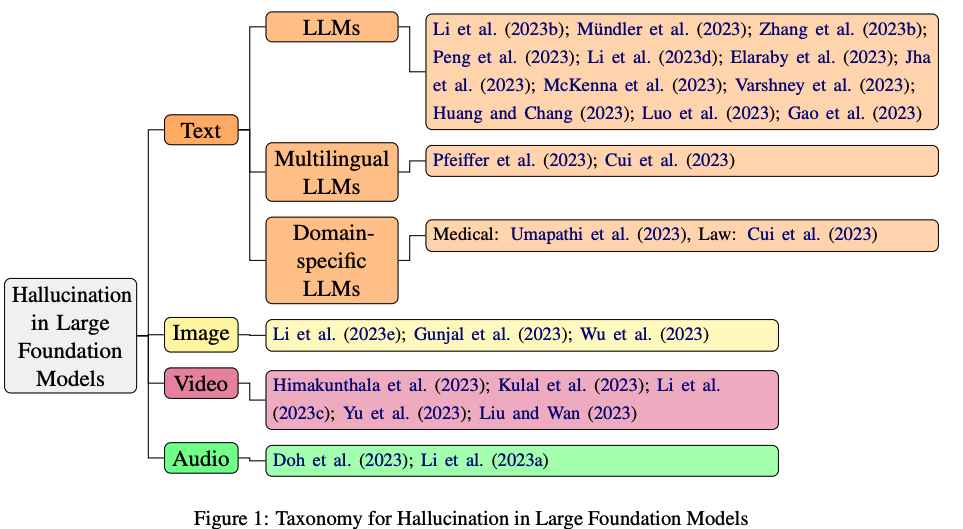 LLMs
Li et al. (2023b); Mündler et al. (2023); Zhang et al. (2023b);
Peng et al. (2023); Li et al. (2023d); Elaraby et al. (2023); Jha
et al. (2023); McKenna et al. (2023); Varshney et al. (2023);
Huang and Chang (2023); Luo et al. (2023); Gao et al. (2023)
Text
Multilingual
LLMs
Pfeiffer et al. (2023); Cui et al. (2023)
Domain-
specific
LLMs
Medical: Umapathi et al. (2023), Law: Cui et al. (2023)
Hallucination
in Large
Foundation
Models
Image
Li et al. (2023e); Gunjal et al. (2023); Wu et al. (2023)
Video
Himakunthala et al. (2023); Kulal et al. (2023); Li et al.
(2023c); Yu et al. (2023); Liu and Wan (2023)
Audio
Doh et al. (2023); Li et al. (2023a)
Figure 1: Taxonomy for Hallucination in Large Foundation Models